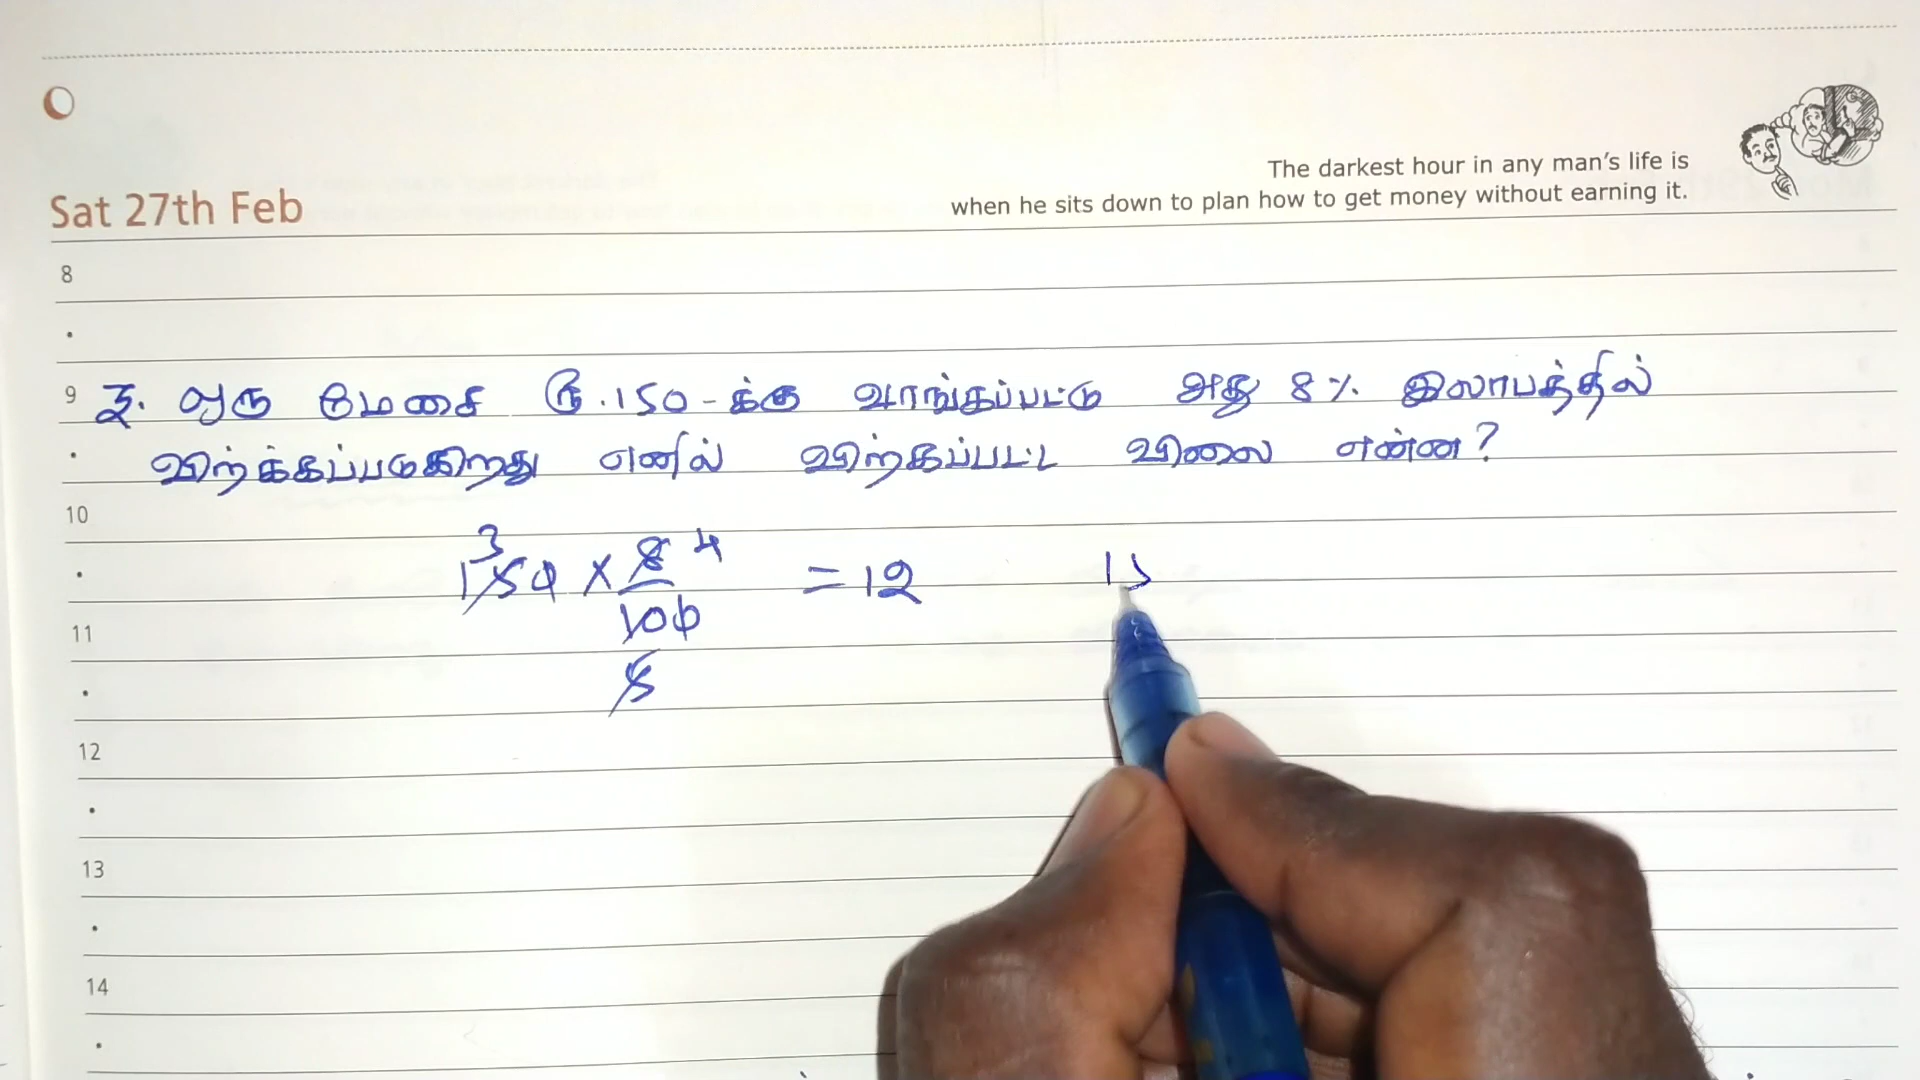 The darkest hour in any man's life is
when he sits down to plan how to get money without earning it.
Sat 27th Feb
8
9 3. ஒரு மேசை ரூ.150-க்கு வாங்கப்பட்டு அது 8% இலாபத்தில்
விற்க்கப்படுகிறது எனில் விற்கப்பட்ட விலை என்ன?
10
3
150 × 8 4 = 12 15
100
11
5
12
13
14